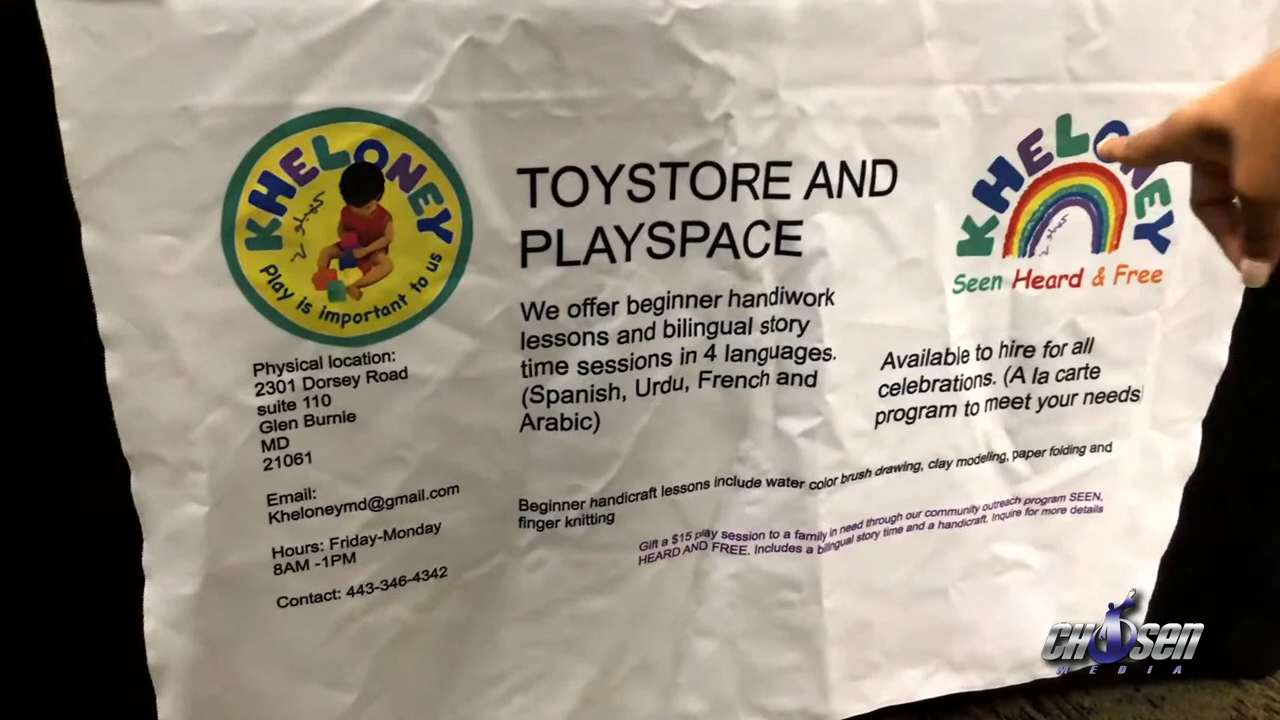 KHELONEY
Play is important to us
Physical location:
2301 Dorsey Road
suite 110
Glen Burnie
MD
21061
Email:
Kheloneymd@gmail.com
Hours: Friday-Monday
8AM -1PM
Contact: 443-346-4342
TOYSTORE AND
PLAYSPACE
We offer beginner handiwork
lessons and bilingual story
time sessions in 4 languages.
(Spanish, Urdu, French and
Arabic)
KHELONEY
Seen Heard & Free
Available to hire for all
celebrations. (A la carte
program to meet your needs
Beginner handicraft lessons include water color brush drawing, clay modeling, paper folding and
finger knitting
Gift a $15 play session to a family in need through our community outreach program SEEN,
HEARD AND FREE. Includes a bilingual story time and a handicraft. Inquire for more details
CHOSEN
MEDIA